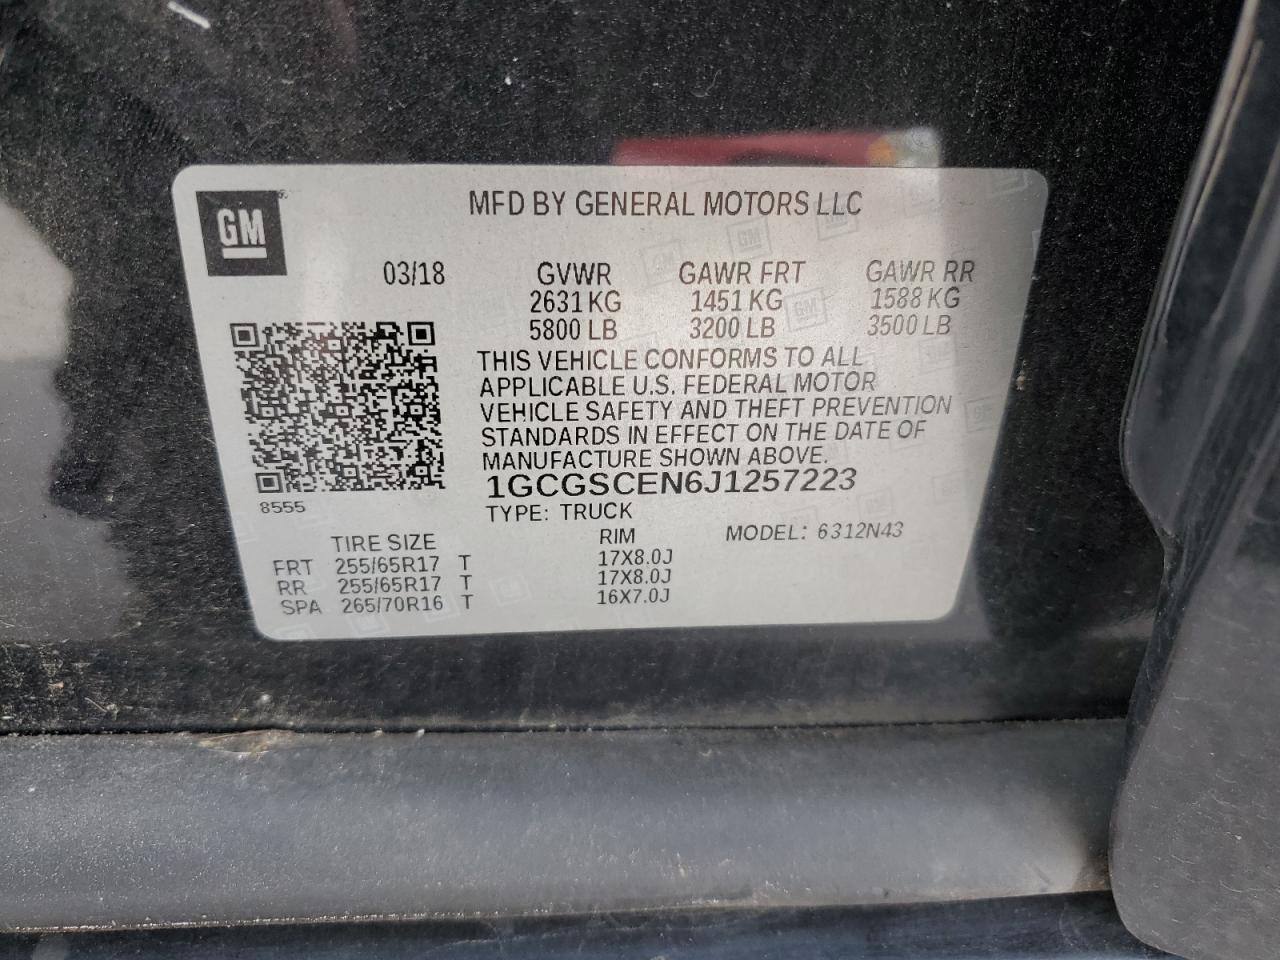 GM
MFD BY GENERAL MOTORS LLC
03/18 GVWR GAWR FRT GAWR RR
2631 KG 1451 KG 1588 KG
5800 LB 3200 LB 3500 LB
THIS VEHICLE CONFORMS TO ALL
APPLICABLE U.S. FEDERAL MOTOR
VEHICLE SAFETY AND THEFT PREVENTION
STANDARDS IN EFFECT ON THE DATE OF
MANUFACTURE SHOWN ABOVE.
1GCGSCEN6J1257223
8555
TYPE: TRUCK
TIRE SIZE RIM MODEL: 6312N43
FRT 255/65R17 T 17X8.0J
RR 255/65R17 T 17X8.0J
SPA 265/70R16 T 16X7.0J